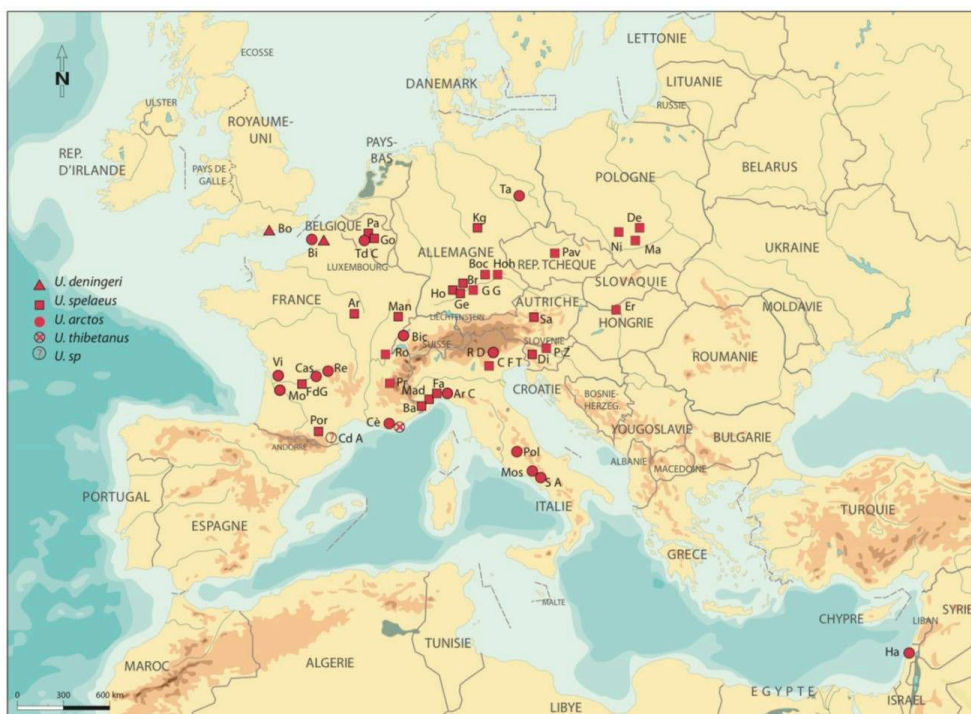 N
ECOSSE
LETTONIE
DANEMARK
LITUANIE
ULSTER
RUSSIE
ROYAUME-
UNI
REP.
D'IRLANDE
PAYS-
BAS
PAYS DE
GALLE
BELARUS
POLOGNE
Ta
Bo
BELGIQUE
Pa
Kg
De
Bi
Go
Td C
Ni
Ma
UKRAINE
ALLEMAGNE
Pav
LUXEMBOURG
Boc
Hoh
REP. TCHEQUE
U. deningeri
U. spelaeus
U. arctos
U. thibetanus
U. sp
?
SLOVAQUIE
Br
Ho
G G
Ge
FRANCE
Ar
Man
AUTRICHE
Er
MOLDAVIE
LIECHTENSTEIN
Sa
HONGRIE
Bic
SUISSE
SLOVENIE
Ro
R D
P-Z
Di
ROUMANIE
C F T
Vi
Cas
Re
Pr
CROATIE
Mo
FdG
Mad
Fa
Ar C
BOSNIE-
HERZEG.
Ba
Por
Cè
YOUGOSLAVIE
? Cd A
BULGARIE
ANDORRE
Pol
ALBANIE
MACEDOINE
Mos
S A
PORTUGAL
ITALIE
ESPAGNE
TURQUIE
GRECE
MALTE
CHYPRE
SYRIE
LIBAN
TUNISIE
Ha
MAROC
ALGERIE
ISRAEL
EGYPTE
LIBYE
0 300 600 km